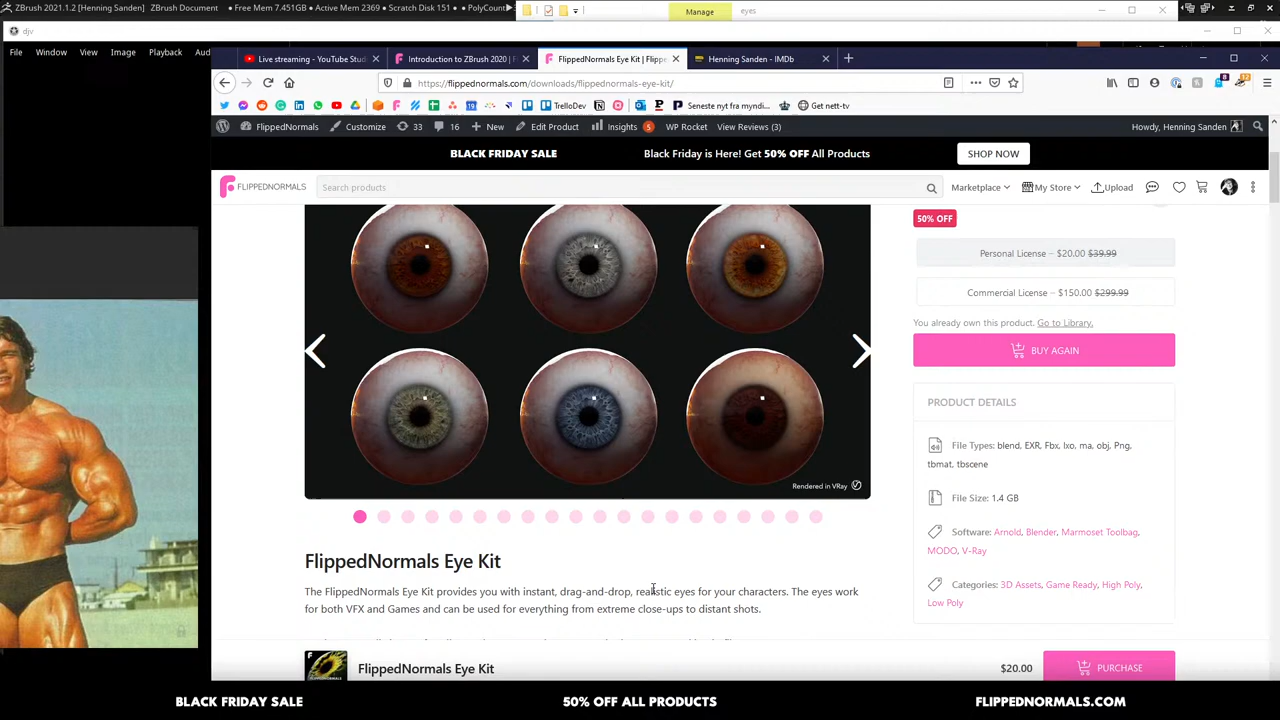 ZBrush 2021.1.2 [Henning Sanden] ZBrush Document • Free Mem 7.451GB • Active Mem 2369 • Scratch Disk 151 • PolyCount
Manage eyes
djv
File Window View Image Playback Aud
Live streaming - YouTube Stud
Introduction to ZBrush 2020 | F
FlippedNormals Eye Kit | Flippe
Henning Sanden - IMDb
https://flippednormals.com/downloads/flippednormals-eye-kit/
TrelloDev
TrelloDev
Seneste nyt fra myndi...
Get nett-tv
FlippedNormals Customize 33 16 New Edit Product Insights 5 WP Rocket View Reviews (3) Howdy, Henning Sanden
BLACK FRIDAY SALE Black Friday is Here! Get 50% OFF All Products SHOP NOW
FLIPPEDNORMALS Search products Marketplace My Store Upload
50% OFF
Personal License – $20.00 $39.99
Commercial License – $150.00 $299.99
You already own this product. Go to Library.
BUY AGAIN
PRODUCT DETAILS
File Types: blend, EXR, Fbx, lxo, ma, obj, Png,
tbmat, tbscene
File Size: 1.4 GB
Software: Arnold, Blender, Marmoset Toolbag,
MODO, V-Ray
Categories: 3D Assets, Game Ready, High Poly,
Low Poly
Rendered in VRay
FlippedNormals Eye Kit
The FlippedNormals Eye Kit provides you with instant, drag-and-drop, realistic eyes for your characters. The eyes work
for both VFX and Games and can be used for everything from extreme close-ups to distant shots.
FlippedNormals Eye Kit $20.00 PURCHASE
BLACK FRIDAY SALE 50% OFF ALL PRODUCTS FLIPPEDNORMALS.COM